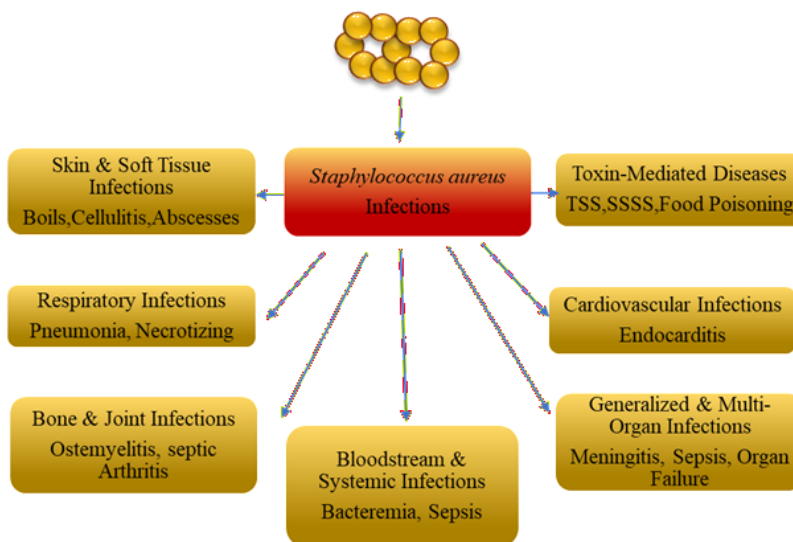 Skin & Soft Tissue
Infections
Boils,Cellulitis,Abscesses
Staphylococcus aureus
Infections
Toxin-Mediated Diseases
TSS,SSSS,Food Poisoning
Respiratory Infections
Pneumonia, Necrotizing
Cardiovascular Infections
Endocarditis
Bone & Joint Infections
Ostemyelitis, septic
Arthritis
Bloodstream &
Systemic Infections
Bacteremia, Sepsis
Generalized & Multi-
Organ Infections
Meningitis, Sepsis, Organ
Failure